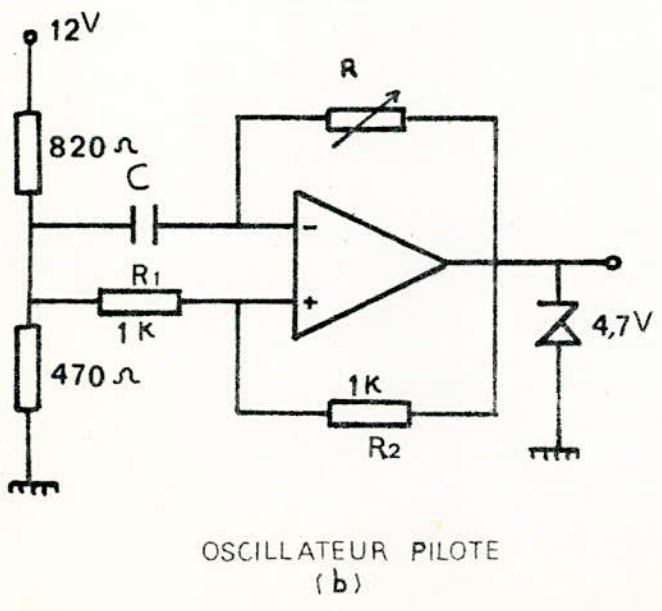 12V
R
820 Ω
C
-
R1
+
1K
4,7V
470 Ω
1K
R2
OSCILLATEUR PILOTE
(b)